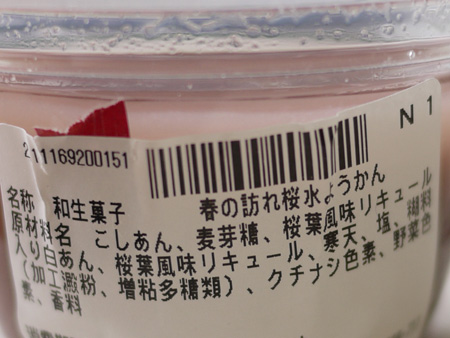 N 1
211169200151
名称 和生菓子 春の訪れ桜水ようかん
原材料名 こしあん、麦芽糖、桜葉風味リキュール
入り白あん、桜葉風味リキュール、寒天、塩、糊料
（加工澱粉、増粘多糖類）、クチナシ色素、野菜色
素、香料